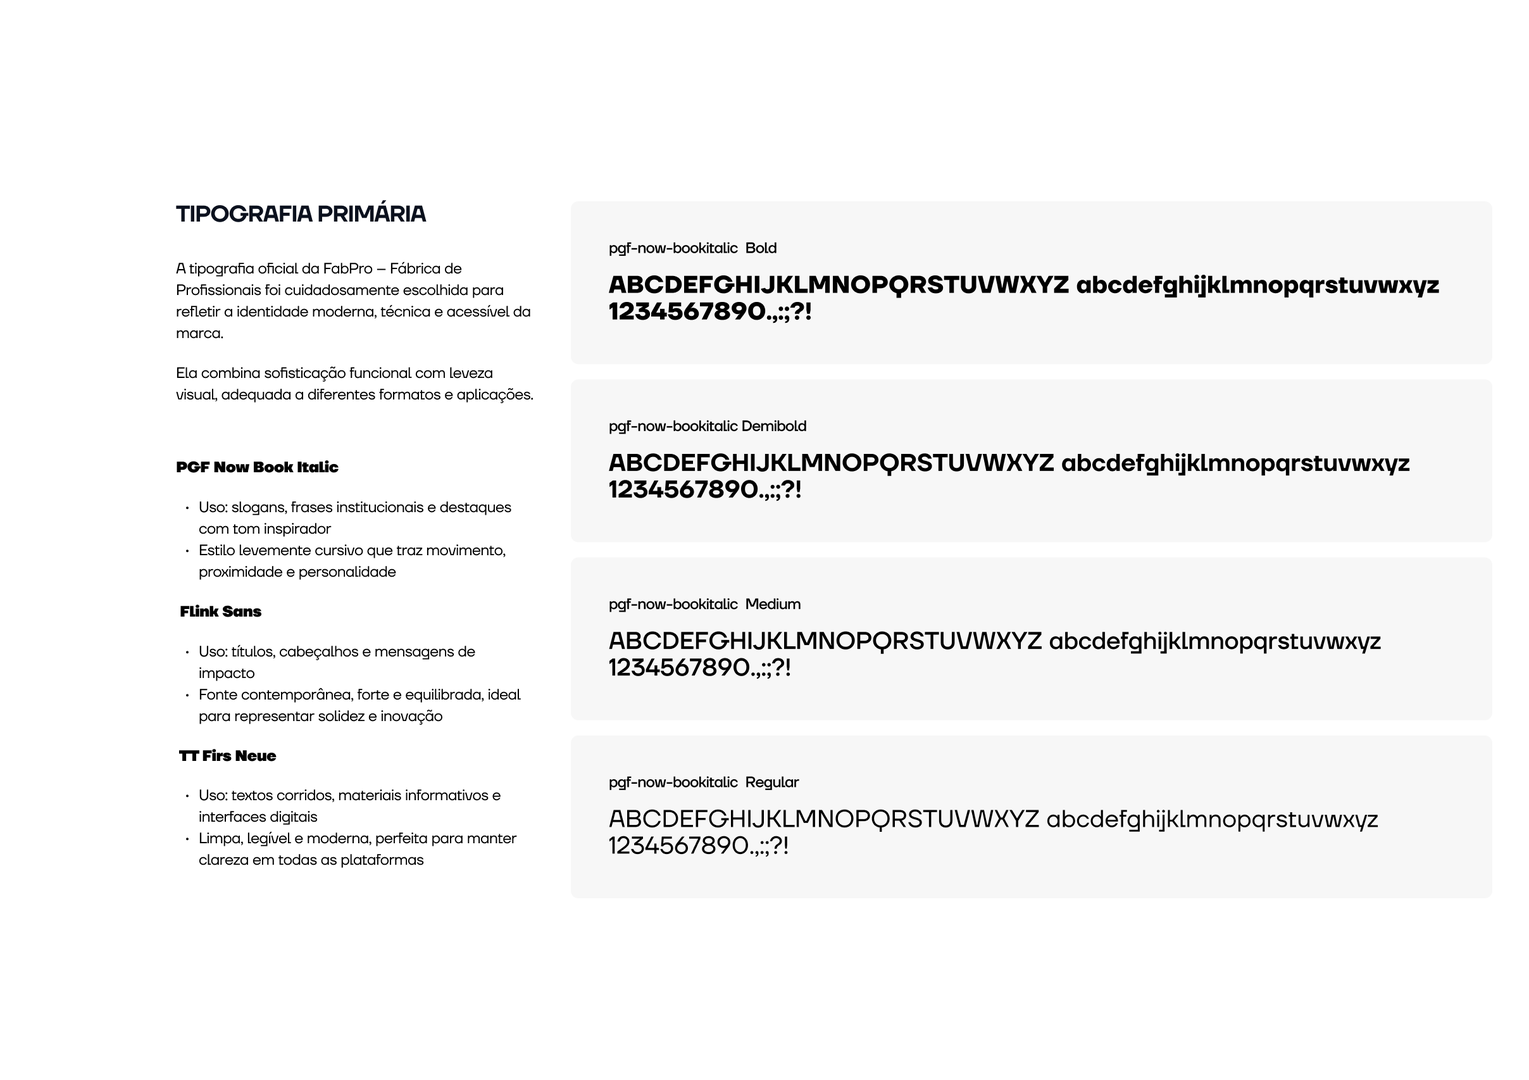 TIPOGRAFIA PRIMÁRIA
A tipografia oficial da FabPro – Fábrica de
Profissionais foi cuidadosamente escolhida para
refletir a identidade moderna, técnica e acessível da
marca.
Ela combina sofisticação funcional com leveza
visual, adequada a diferentes formatos e aplicações.
PGF Now Book Italic
• Uso: slogans, frases institucionais e destaques
com tom inspirador
• Estilo levemente cursivo que traz movimento,
proximidade e personalidade
Flink Sans
• Uso: títulos, cabeçalhos e mensagens de
impacto
• Fonte contemporânea, forte e equilibrada, ideal
para representar solidez e inovação
TT Firs Neue
• Uso: textos corridos, materiais informativos e
interfaces digitais
• Limpa, legível e moderna, perfeita para manter
clareza em todas as plataformas
pgf-now-bookitalic Bold
ABCDEFGHIJKLMNOPQRSTUVWXYZ abcdefghijklmnopqrstuvwxyz
1234567890.,:;?!
pgf-now-bookitalic Demibold
ABCDEFGHIJKLMNOPQRSTUVWXYZ abcdefghijklmnopqrstuvwxyz
1234567890.,:;?!
pgf-now-bookitalic Medium
ABCDEFGHIJKLMNOPQRSTUVWXYZ abcdefghijklmnopqrstuvwxyz
1234567890.,:;?!
pgf-now-bookitalic Regular
ABCDEFGHIJKLMNOPQRSTUVWXYZ abcdefghijklmnopqrstuvwxyz
1234567890.,:;?!